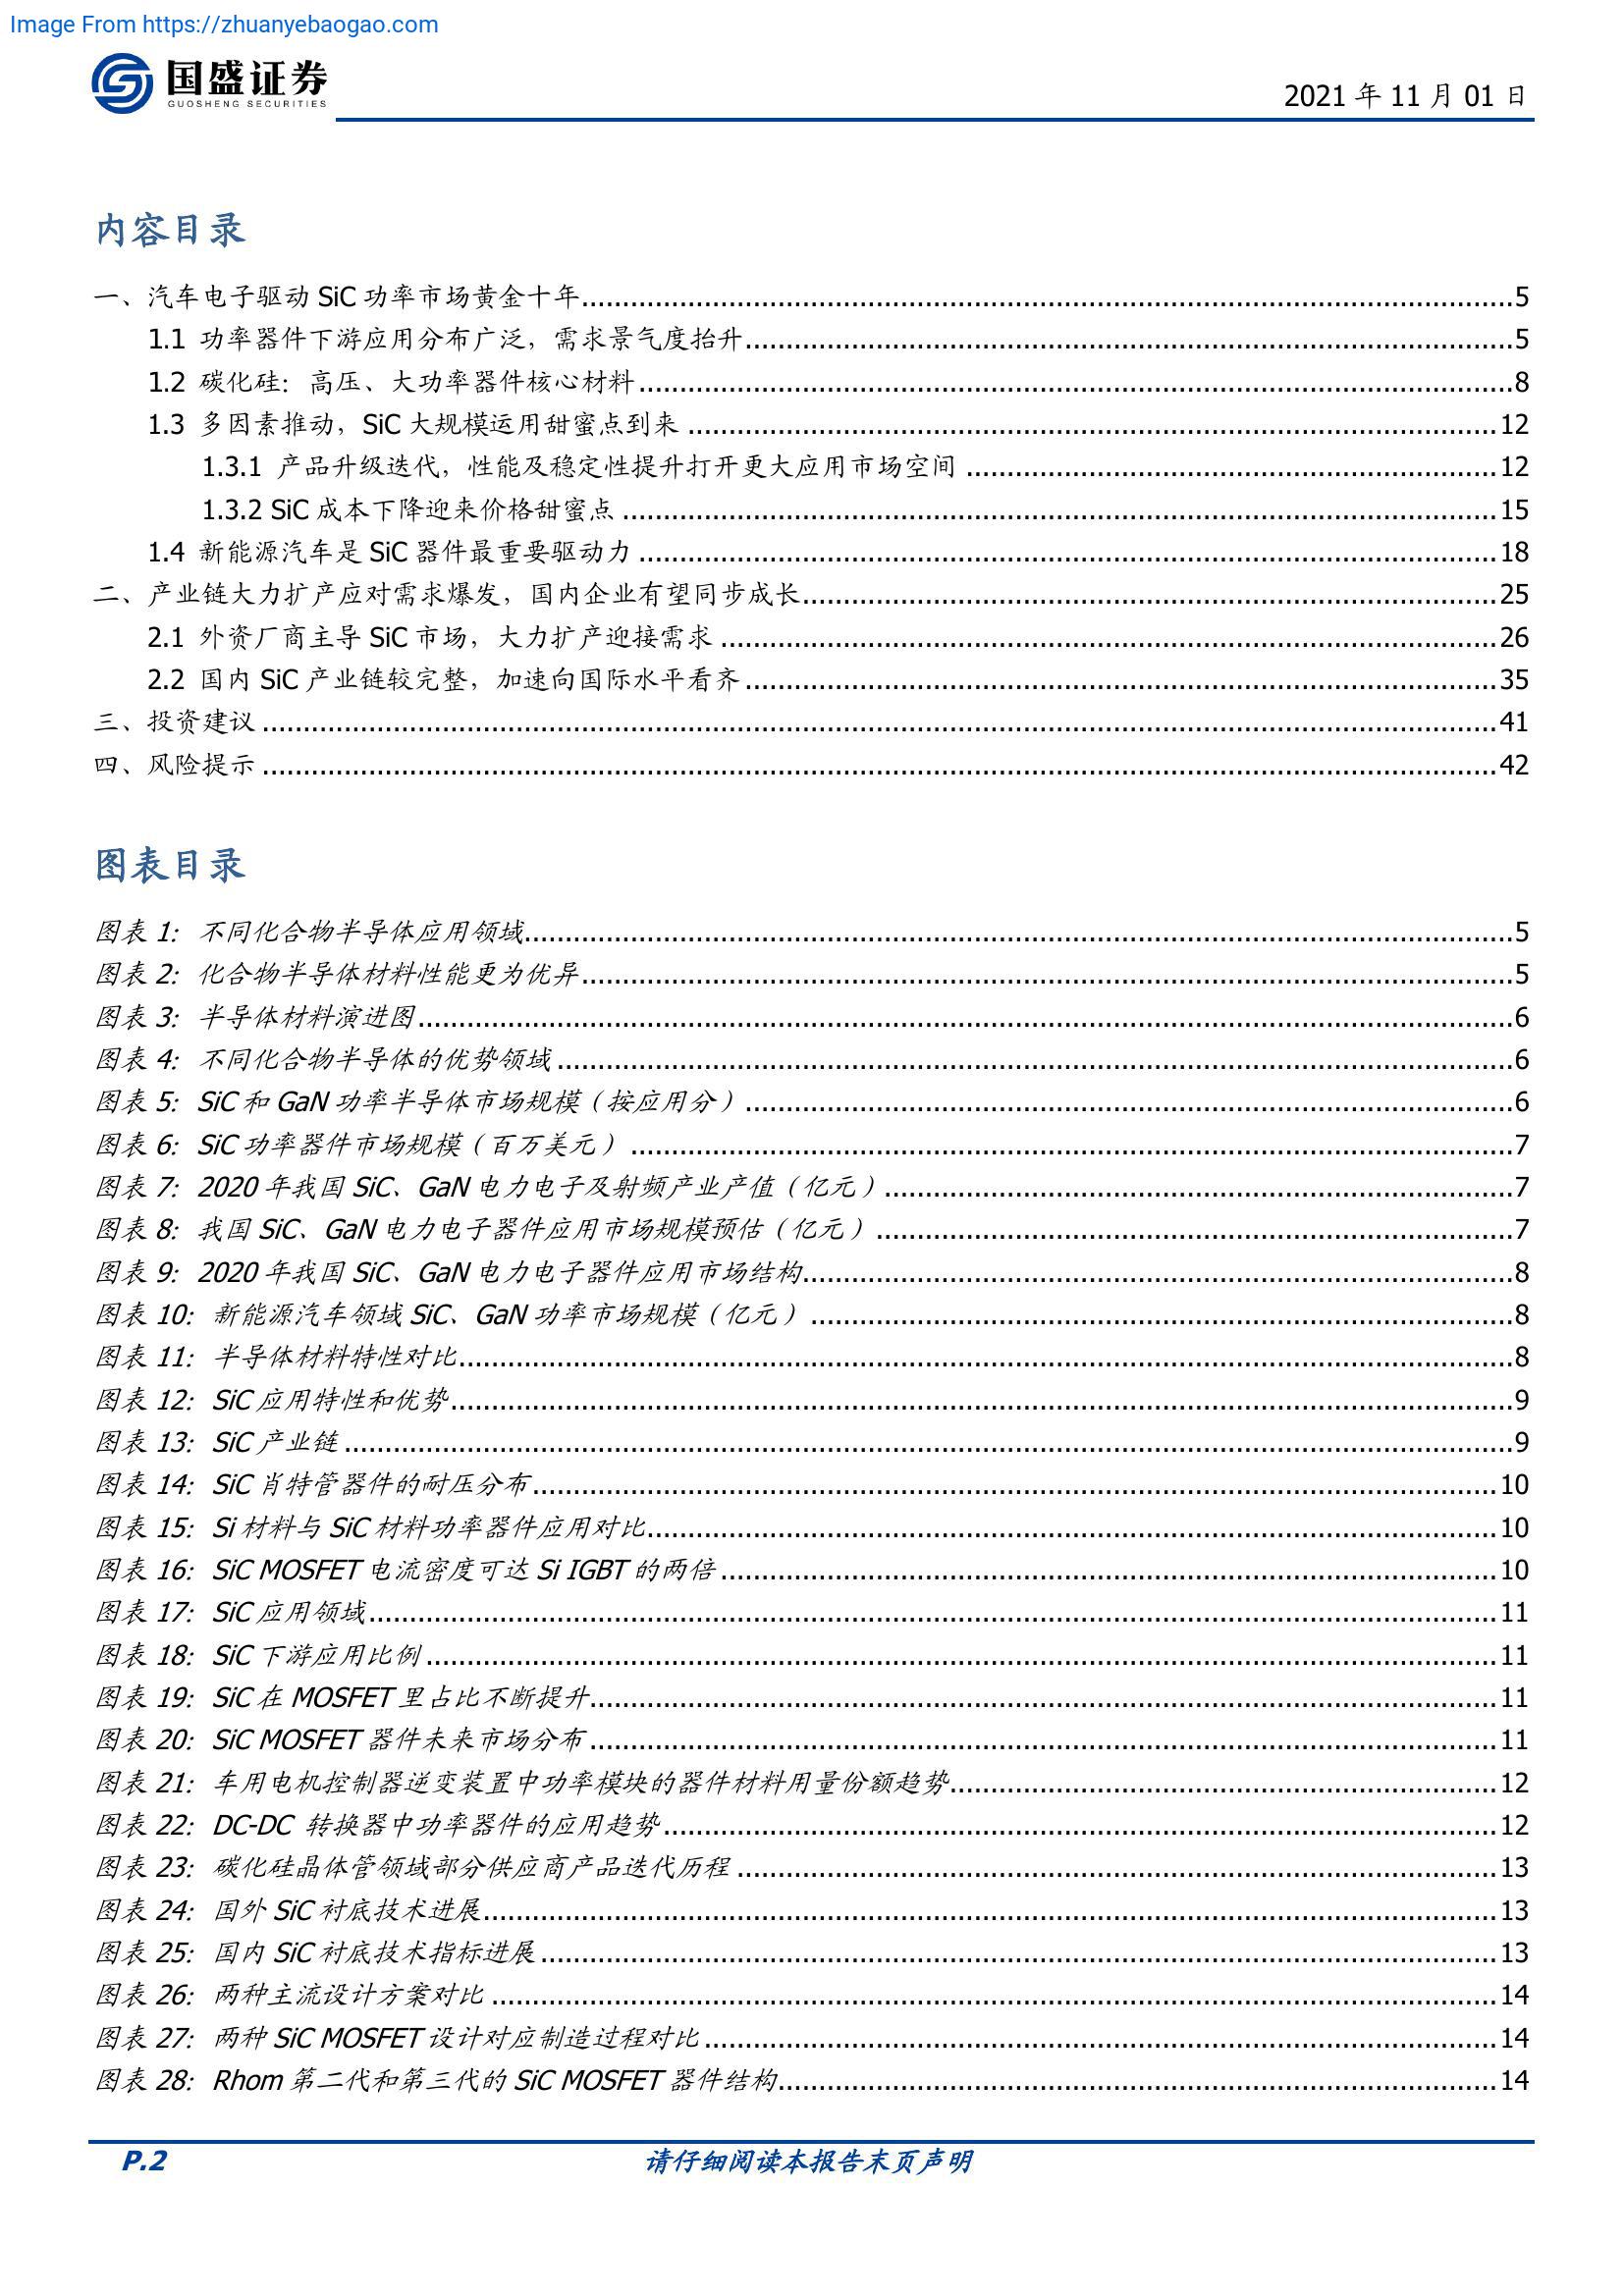 Image From https://zhuanyebaogao.com
国盛证券
GUOSHENG SECURITIES
2021 年 11 月 01 日
内容目录
一、汽车电子驱动 SiC 功率市场黄金十年 5
1.1 功率器件下游应用分布广泛，需求景气度抬升 5
1.2 碳化硅：高压、大功率器件核心材料 8
1.3 多因素推动，SiC 大规模运用甜蜜点到来 12
1.3.1 产品升级迭代，性能及稳定性提升打开更大应用市场空间 12
1.3.2 SiC 成本下降迎来价格甜蜜点 15
1.4 新能源汽车是 SiC 器件最重要驱动力 18
二、产业链大力扩产应对需求爆发，国内企业有望同步成长 25
2.1 外资厂商主导 SiC 市场，大力扩产迎接需求 26
2.2 国内 SiC 产业链较完整，加速向国际水平看齐 35
三、投资建议 41
四、风险提示 42
图表目录
图表 1: 不同化合物半导体应用领域 5
图表 2: 化合物半导体材料性能更为优异 5
图表 3: 半导体材料演进图 6
图表 4: 不同化合物半导体的优势领域 6
图表 5: SiC 和 GaN 功率半导体市场规模（按应用分） 6
图表 6: SiC 功率器件市场规模（百万美元） 7
图表 7: 2020 年我国 SiC、GaN 电力电子及射频产业产值（亿元） 7
图表 8: 我国 SiC、GaN 电力电子器件应用市场规模预估（亿元） 7
图表 9: 2020 年我国 SiC、GaN 电力电子器件应用市场结构 8
图表 10: 新能源汽车领域 SiC、GaN 功率市场规模（亿元） 8
图表 11: 半导体材料特性对比 8
图表 12: SiC 应用特性和优势 9
图表 13: SiC 产业链 9
图表 14: SiC 肖特管器件的耐压分布 10
图表 15: Si 材料与 SiC 材料功率器件应用对比 10
图表 16: SiC MOSFET 电流密度可达 Si IGBT 的两倍 10
图表 17: SiC 应用领域 11
图表 18: SiC 下游应用比例 11
图表 19: SiC 在 MOSFET 里占比不断提升 11
图表 20: SiC MOSFET 器件未来市场分布 11
图表 21: 车用电机控制器逆变装置中功率模块的器件材料用量份额趋势 12
图表 22: DC-DC 转换器中功率器件的应用趋势 12
图表 23: 碳化硅晶体管领域部分供应商产品迭代历程 13
图表 24: 国外 SiC 衬底技术进展 13
图表 25: 国内 SiC 衬底技术指标进展 13
图表 26: 两种主流设计方案对比 14
图表 27: 两种 SiC MOSFET 设计对应制造过程对比 14
图表 28: Rhom 第二代和第三代的 SiC MOSFET 器件结构 14
P.2
请仔细阅读本报告末页声明